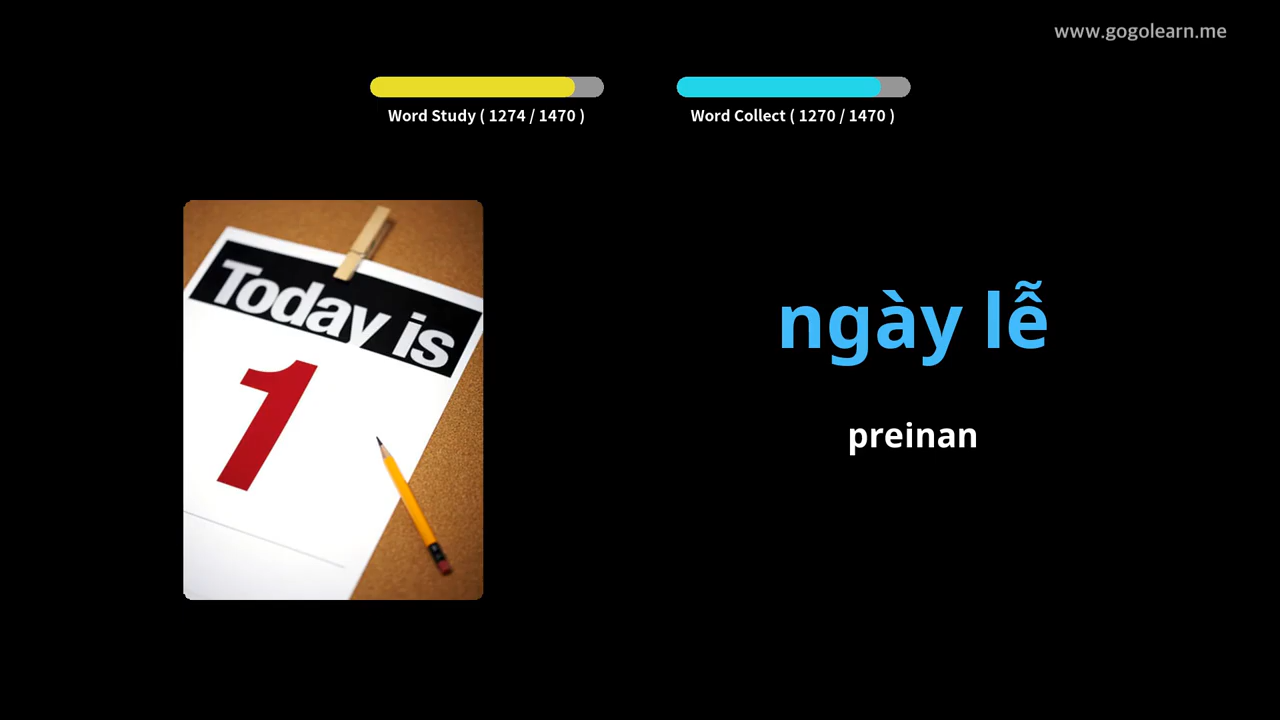 www.gogolearn.me
Word Study ( 1274 / 1470 )
Word Collect ( 1270 / 1470 )
Today is
1
ngày lễ
preinan